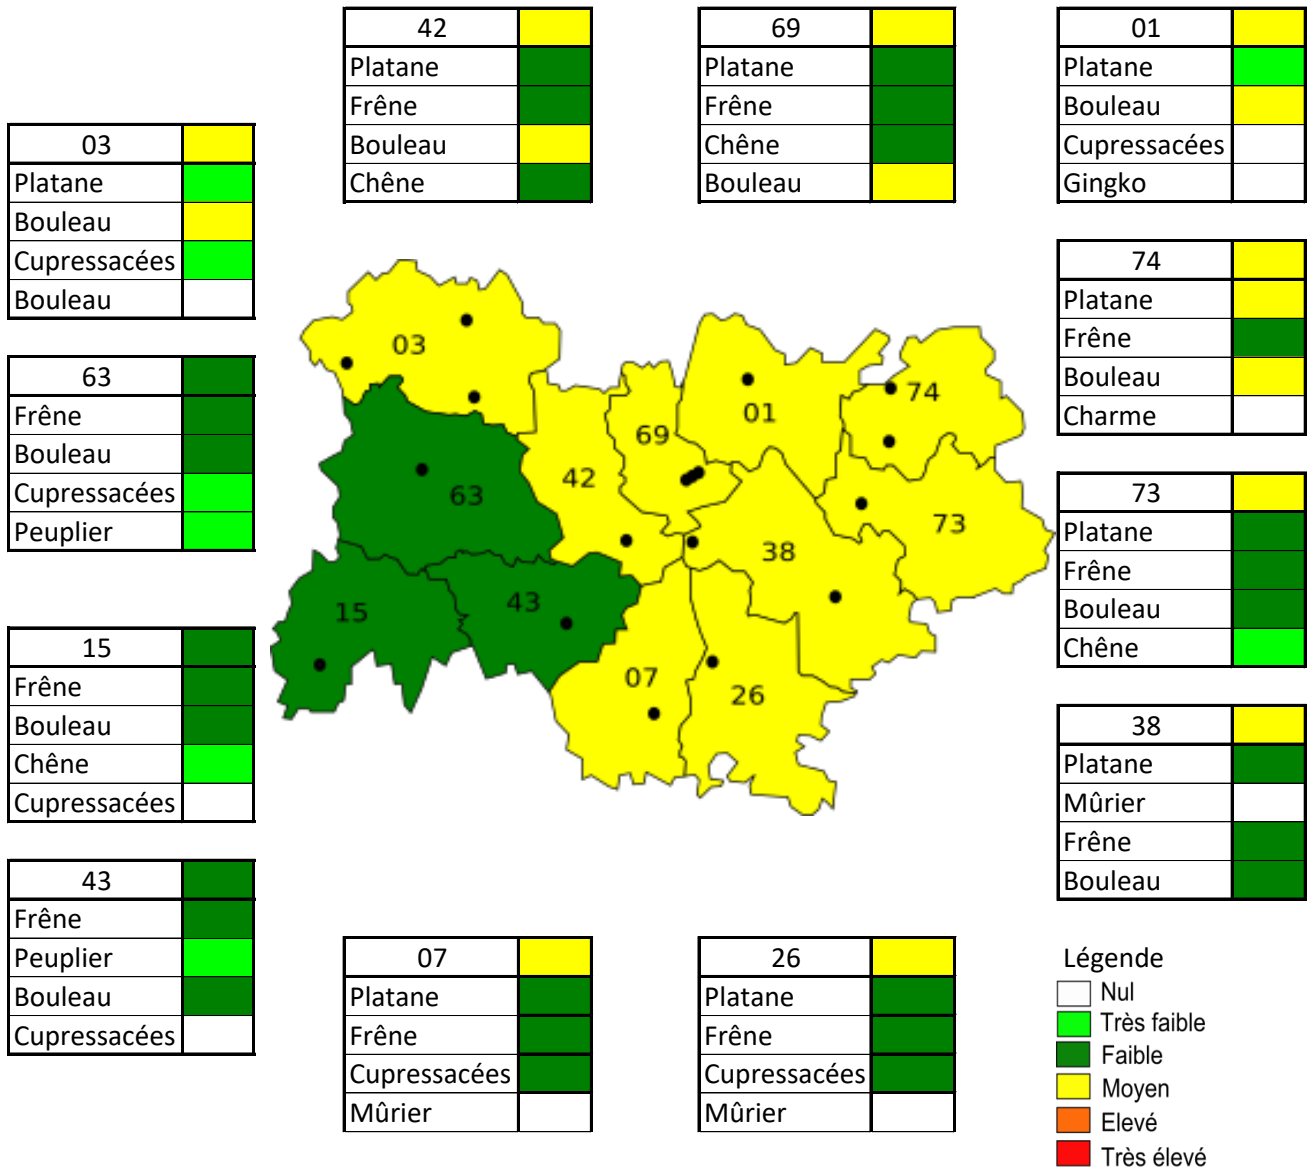 42
Platane
Frêne
Bouleau
Chêne
69
Platane
Frêne
Chêne
Bouleau
01
Platane
Bouleau
Cupressacées
Gingko
03
Platane
Bouleau
Cupressacées
Bouleau
74
Platane
Frêne
Bouleau
Charme
63
Frêne
Bouleau
Cupressacées
Peuplier
03
01
74
69
42
63
73
38
43
15
07
26
73
Platane
Frêne
Bouleau
Chêne
15
Frêne
Bouleau
Chêne
Cupressacées
38
Platane
Mûrier
Frêne
Bouleau
43
Frêne
Peuplier
Bouleau
Cupressacées
07
Platane
Frêne
Cupressacées
Mûrier
26
Platane
Frêne
Cupressacées
Mûrier
Légende
Nul
Très faible
Faible
Moyen
Elevé
Très élevé